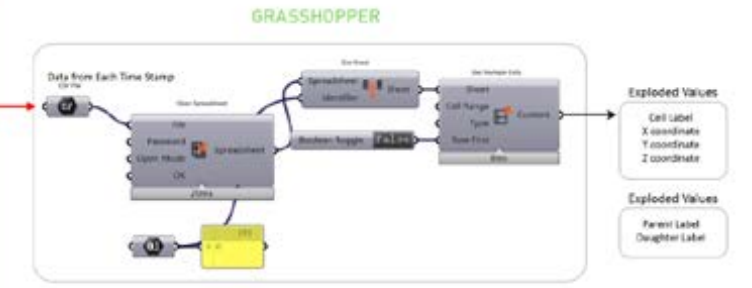 GRASSHOPPER
Data from Each Time Stamp
CSV File
Open Spreadsheet
File
Password
Open Mode
OK
Spreadsheet
Spreadsheet
Identifier
Sheet
Boolean Toggle False
Sheet
Cell Range
Type
Row First
Content
Exploded Values
Cell Label
X coordinate
Y coordinate
Z coordinate
Exploded Values
Parent Label
Daughter Label